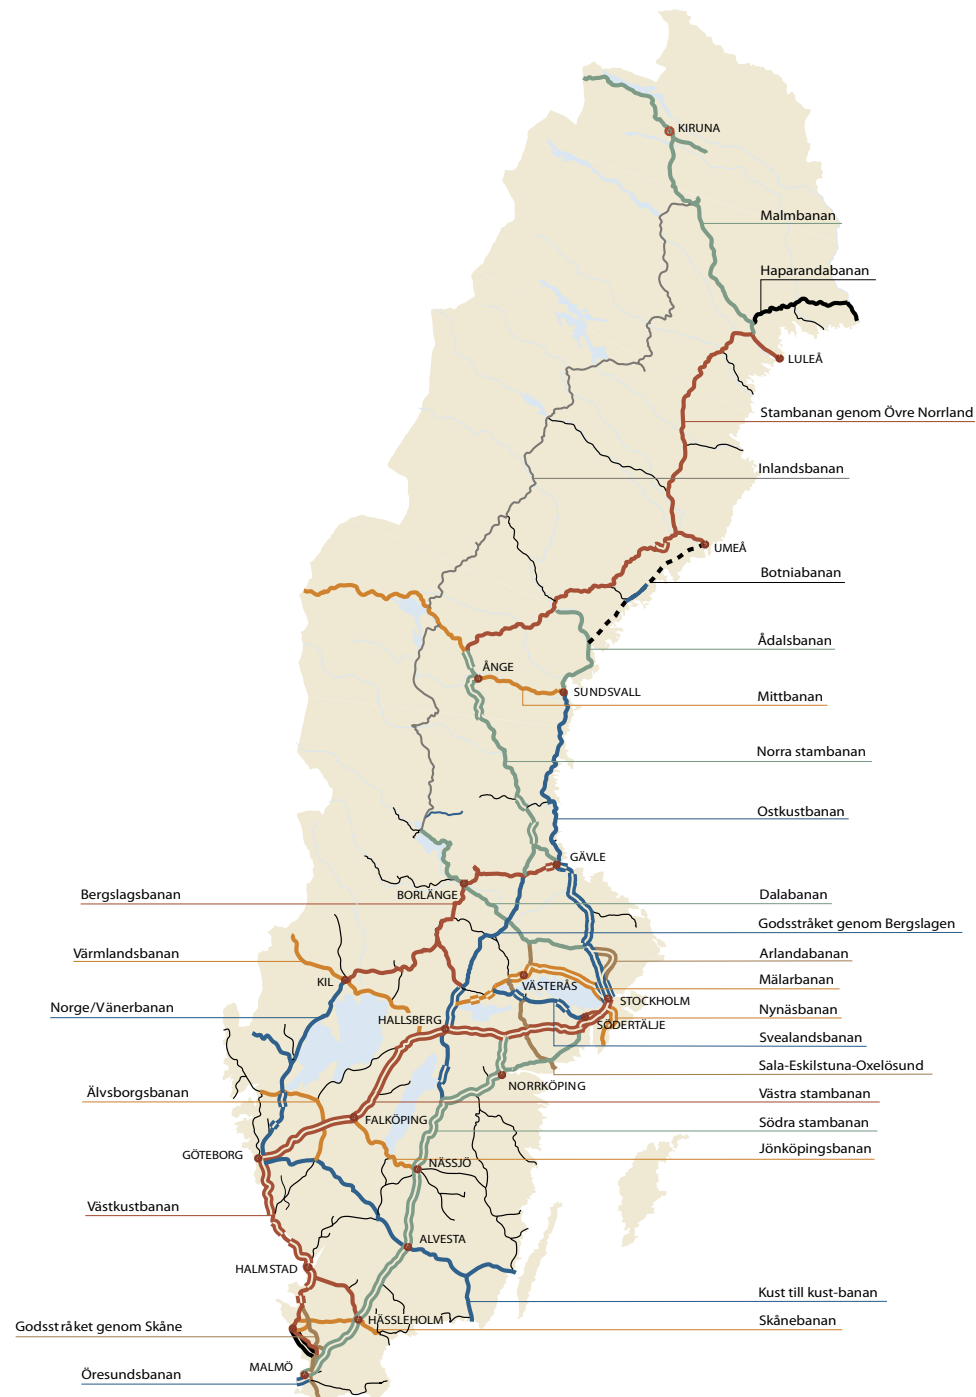 KIRUNA
Malmbanan
Haparandabanan
LULEÅ
Stambanan genom Övre Norrland
Inlandsbanan
UMEÅ
Botniabanan
Ådalsbanan
ÅNGE
SUNDSVALL
Mittbanan
Norra stambanan
Ostkustbanan
GÄVLE
Bergslagsbanan
BORLÄNGE
Dalabanan
Godsstråket genom Bergslagen
Värmlandsbanan
Arlandabanan
KIL
VÄSTERÅS
Mälarbanan
Norge/Vänerbanan
STOCKHOLM
HALLSBERG
Nynäsbanan
SÖDERTÄLJE
Svealandsbanan
Sala-Eskilstuna-Oxelösund
NORRKÖPING
Älvsborgsbanan
Västra stambanan
FALKÖPING
Södra stambanan
GÖTEBORG
Jönköpingsbanan
NÄSSJÖ
Västkustbanan
ALVESTA
HALMSTAD
Kust till kust-banan
HÄSSLEHOLM
Skånebanan
Godsstråket genom Skåne
MALMÖ
Öresundsbanan